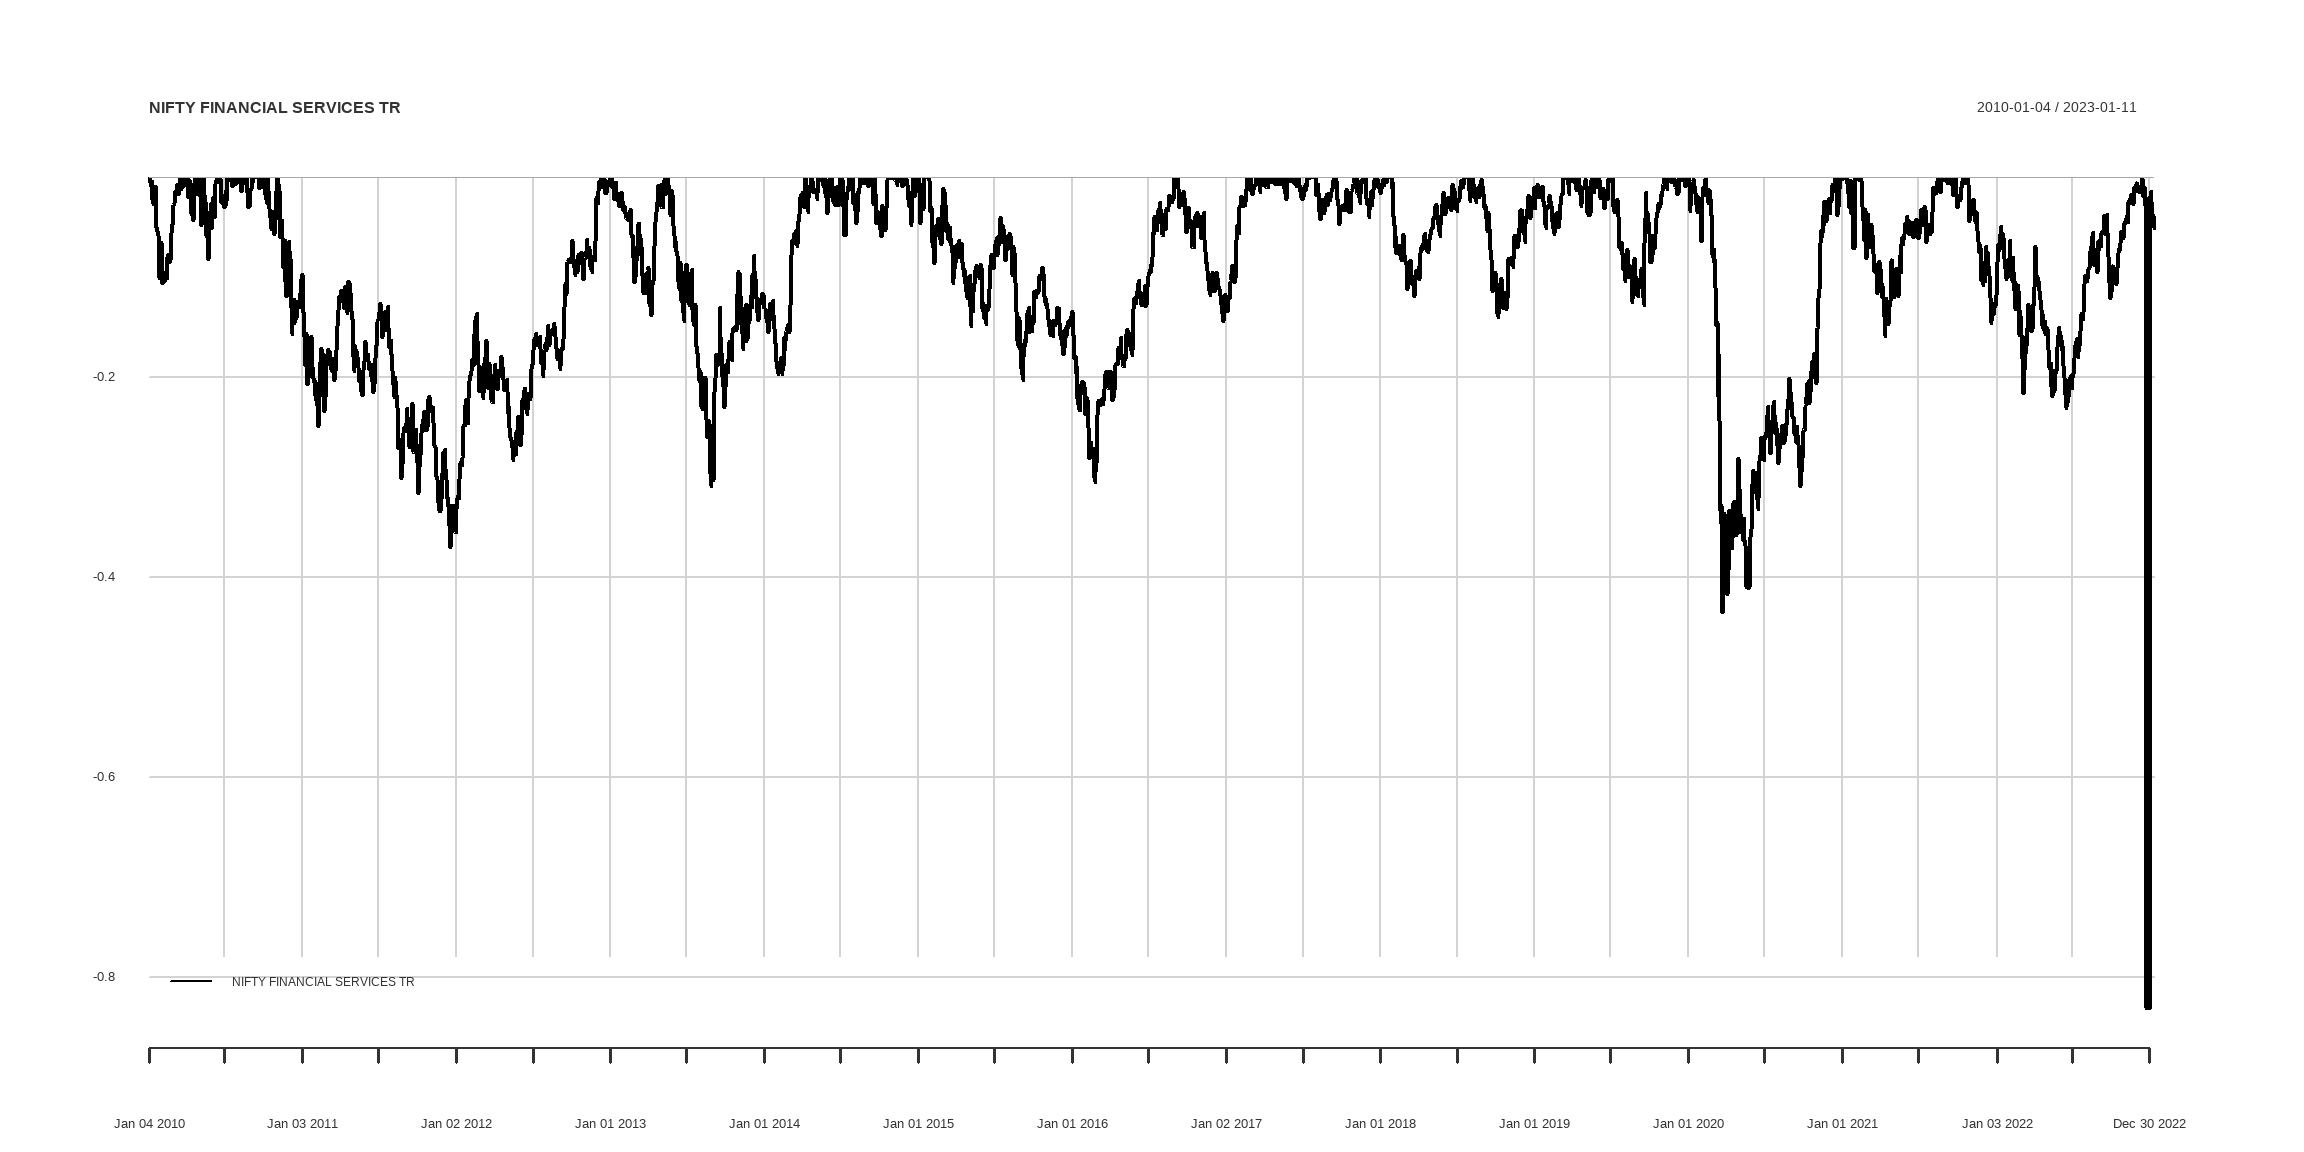 NIFTY FINANCIAL SERVICES TR
2010-01-04 / 2023-01-11
-0.2
-0.4
-0.6
-0.8
NIFTY FINANCIAL SERVICES TR
Jan 04 2010 Jan 03 2011 Jan 02 2012 Jan 01 2013 Jan 01 2014 Jan 01 2015 Jan 01 2016 Jan 02 2017 Jan 01 2018 Jan 01 2019 Jan 01 2020 Jan 01 2021 Jan 03 2022 Dec 30 2022